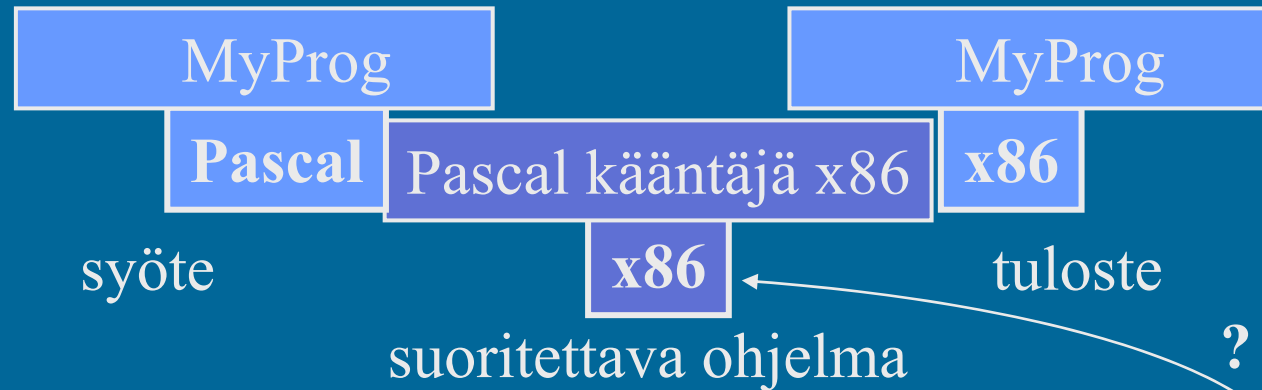 MyProg MyProg
Pascal Pascal kääntäjä x86 x86
syöte x86 tuloste
suoritettava ohjelma ?